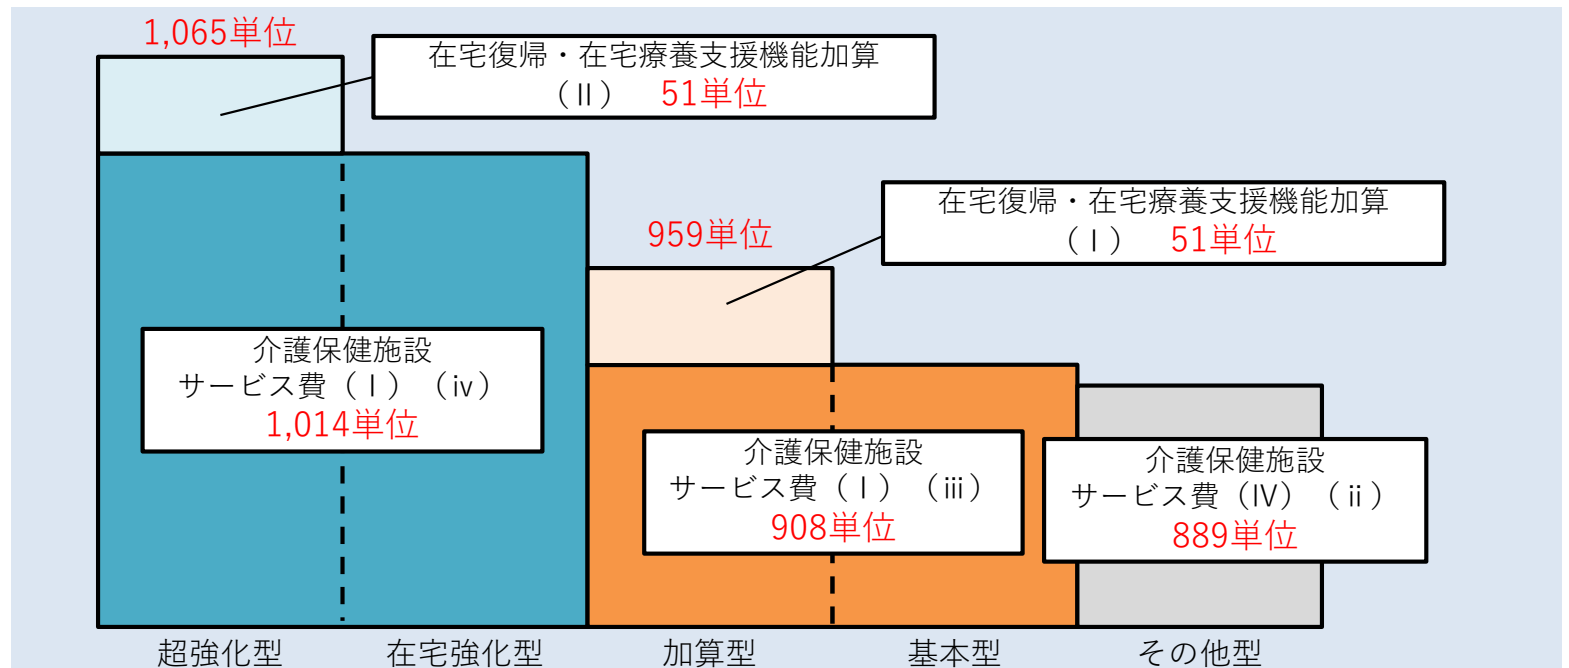 1,065単位
在宅復帰・在宅療養支援機能加算
（Ⅱ） 51単位
在宅復帰・在宅療養支援機能加算
（Ⅰ） 51単位
959単位
介護保健施設
サービス費（Ⅰ）（ⅳ）
1,014単位
介護保健施設
サービス費（Ⅰ）（ⅲ）
908単位
介護保健施設
サービス費（Ⅳ）（ⅱ）
889単位
超強化型 在宅強化型 加算型 基本型 その他型